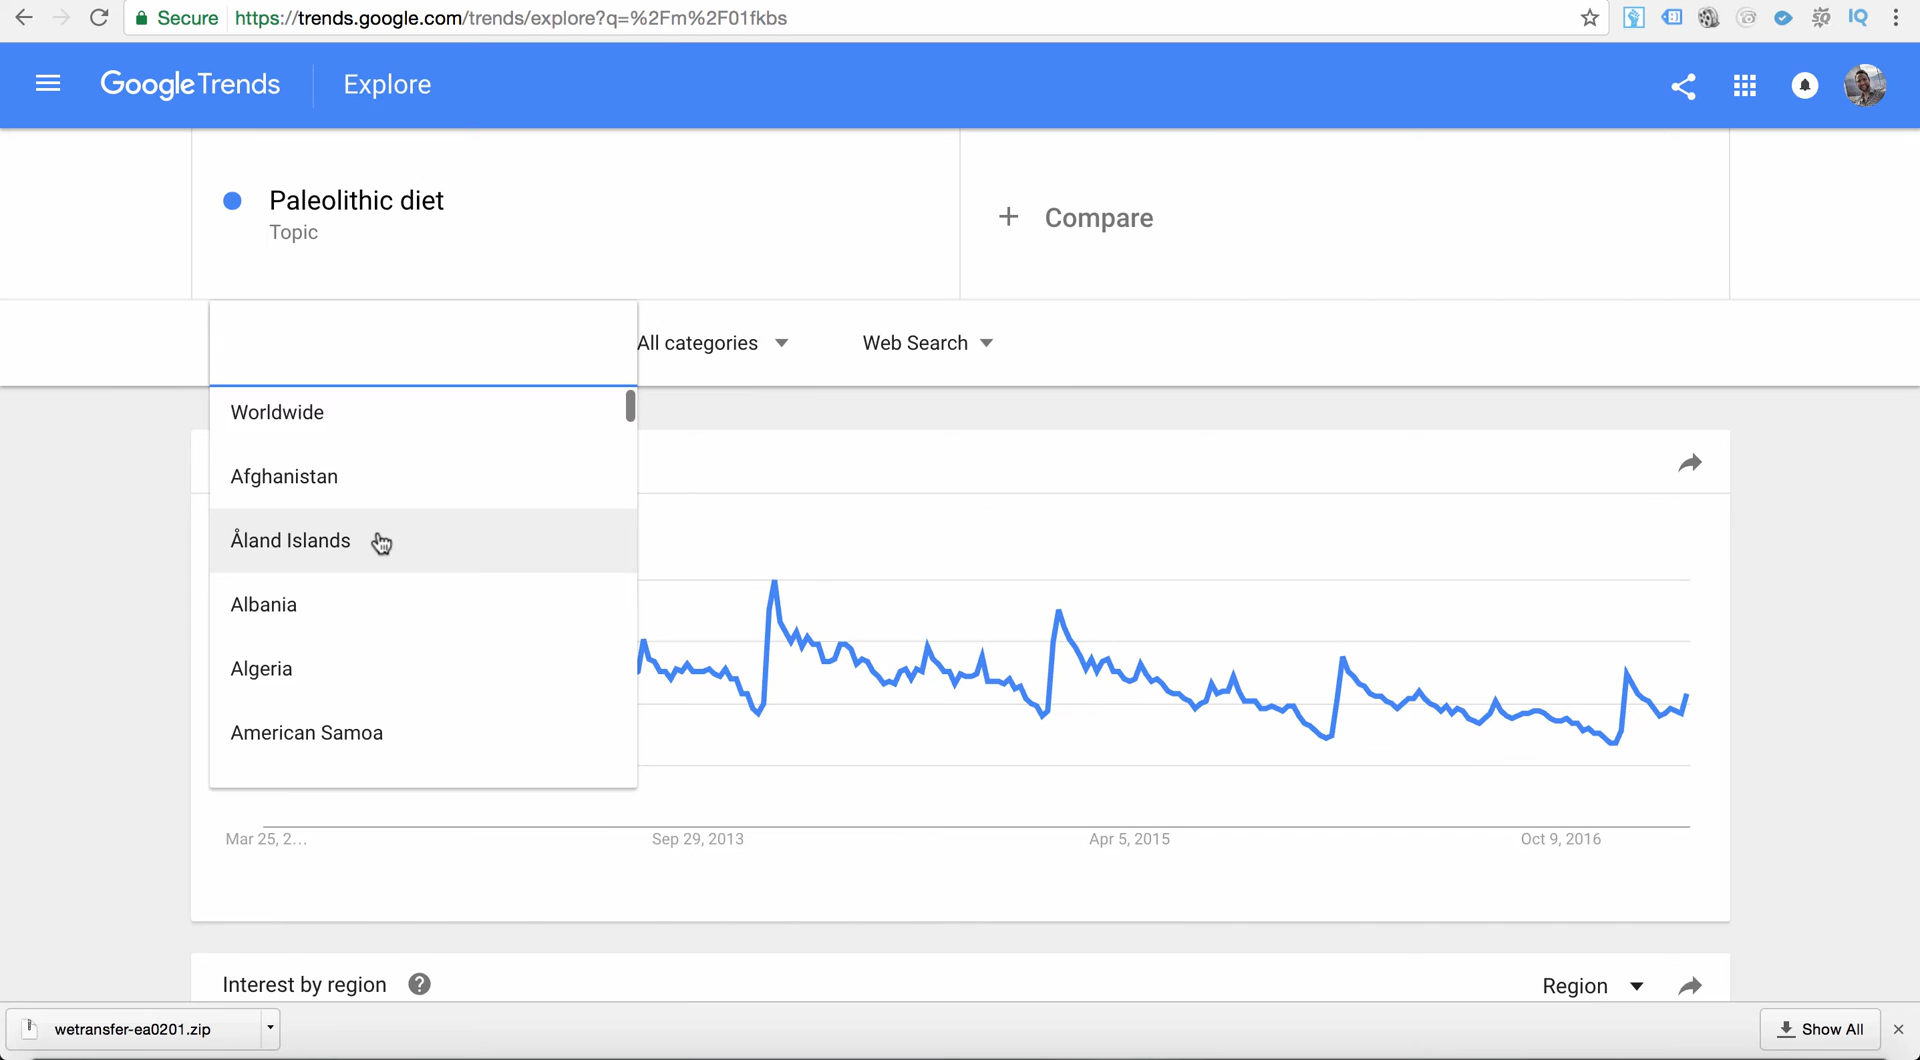 Secure https://trends.google.com/trends/explore?q=%2Fm%2F01fkbs
Google Trends Explore
Paleolithic diet
Topic
+ Compare
All categories Web Search
Worldwide
Afghanistan
Åland Islands
Albania
Algeria
American Samoa
Mar 25, 2... Sep 29, 2013 Apr 5, 2015 Oct 9, 2016
Interest by region ? Region
wetransfer-ea0201.zip Show All